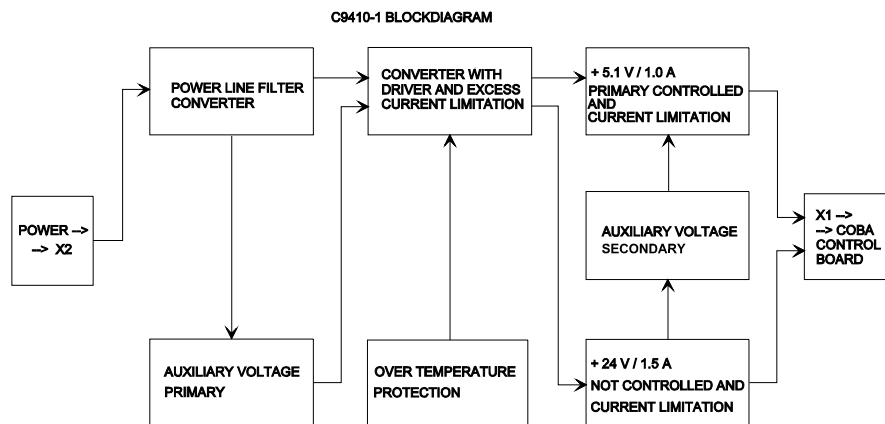 C9410-1 BLOCKDIAGRAM
POWER LINE FILTER
CONVERTER
CONVERTER WITH
DRIVER AND EXCESS
CURRENT LIMITATION
+ 5.1 V / 1.0 A
PRIMARY CONTROLLED
AND
CURRENT LIMITATION
POWER -->
--> X2
AUXILIARY VOLTAGE
SECONDARY
X1 -->
--> COBA
CONTROL
BOARD
AUXILIARY VOLTAGE
PRIMARY
OVER TEMPERATURE
PROTECTION
+ 24 V / 1.5 A
NOT CONTROLLED AND
CURRENT LIMITATION